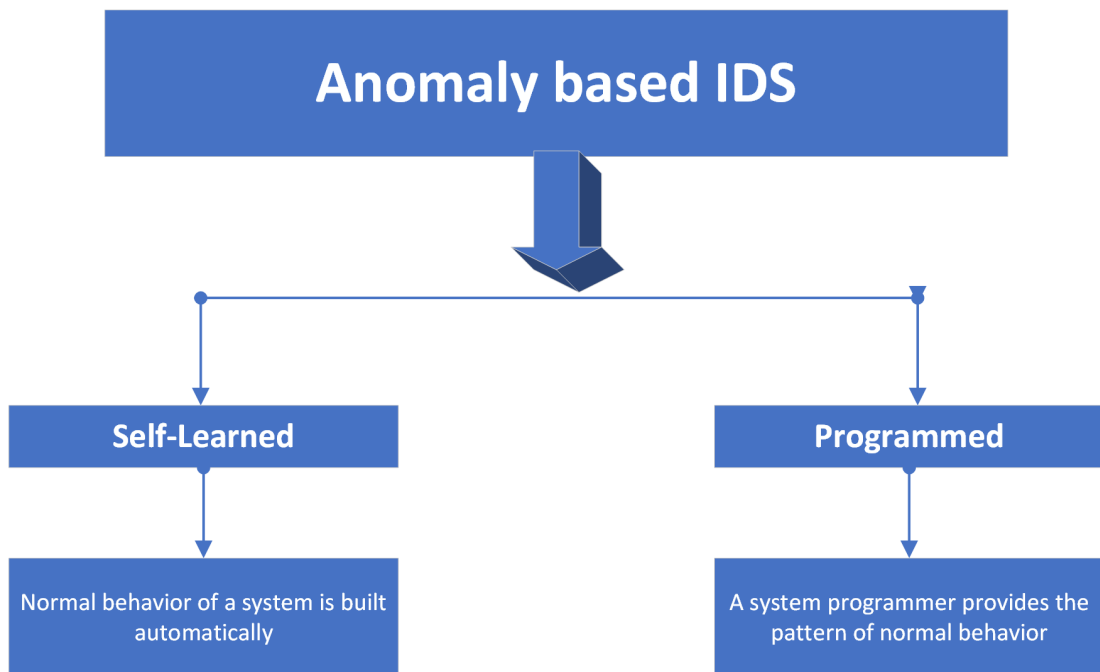 Anomaly based IDS
Self-Learned
Programmed
Normal behavior of a system is built
automatically
A system programmer provides the
pattern of normal behavior